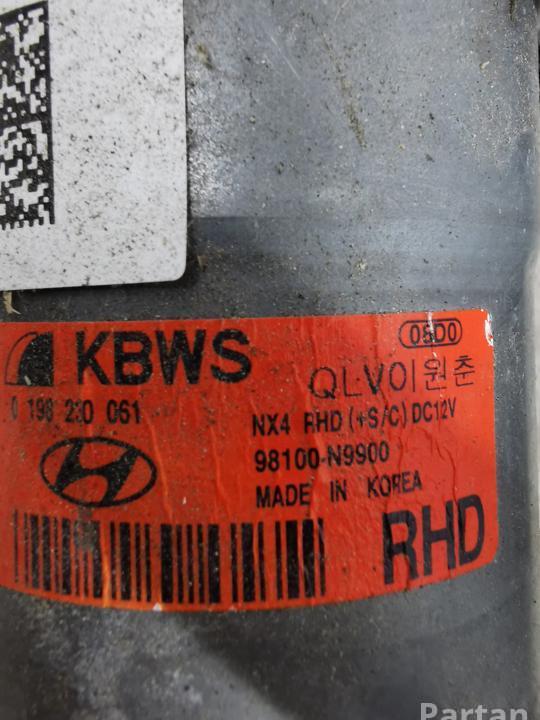 KBWS
05D0
QLV이원춘
0 198 230 061
NX4 RHD (+S/C) DC12V
98100-N9900
MADE IN KOREA
RHD
Partan